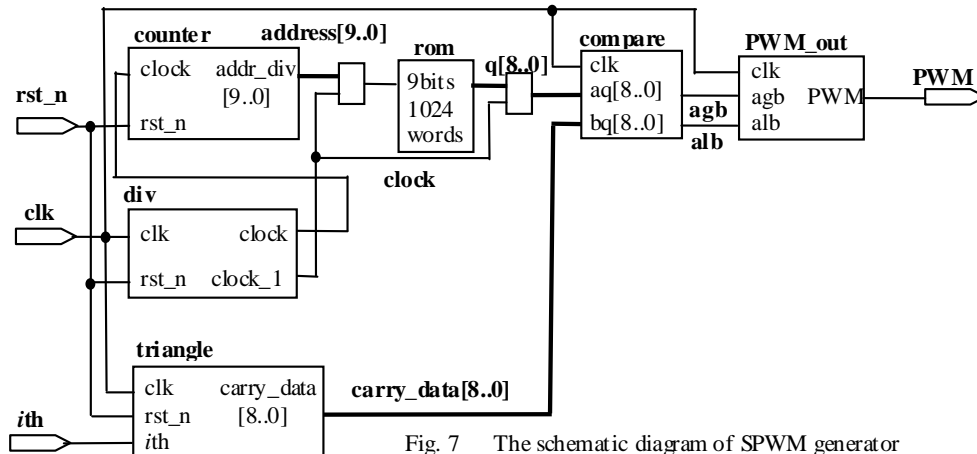 counter
address[9..0]
rom
q[8..0]
compare
PWM_out
PWM
clock
addr_div
[9..0]
rst_n
9bits
1024
words
clk
aq[8..0]
bq[8..0]
agb
alb
clk
agb
alb
PWM
rst_n
clock
div
clk
clk
clock
rst_n
clock_1
triangle
clk
carry_data
rst_n
[8..0]
ith
carry_data[8..0]
ith
Fig. 7 The schematic diagram of SPWM generator